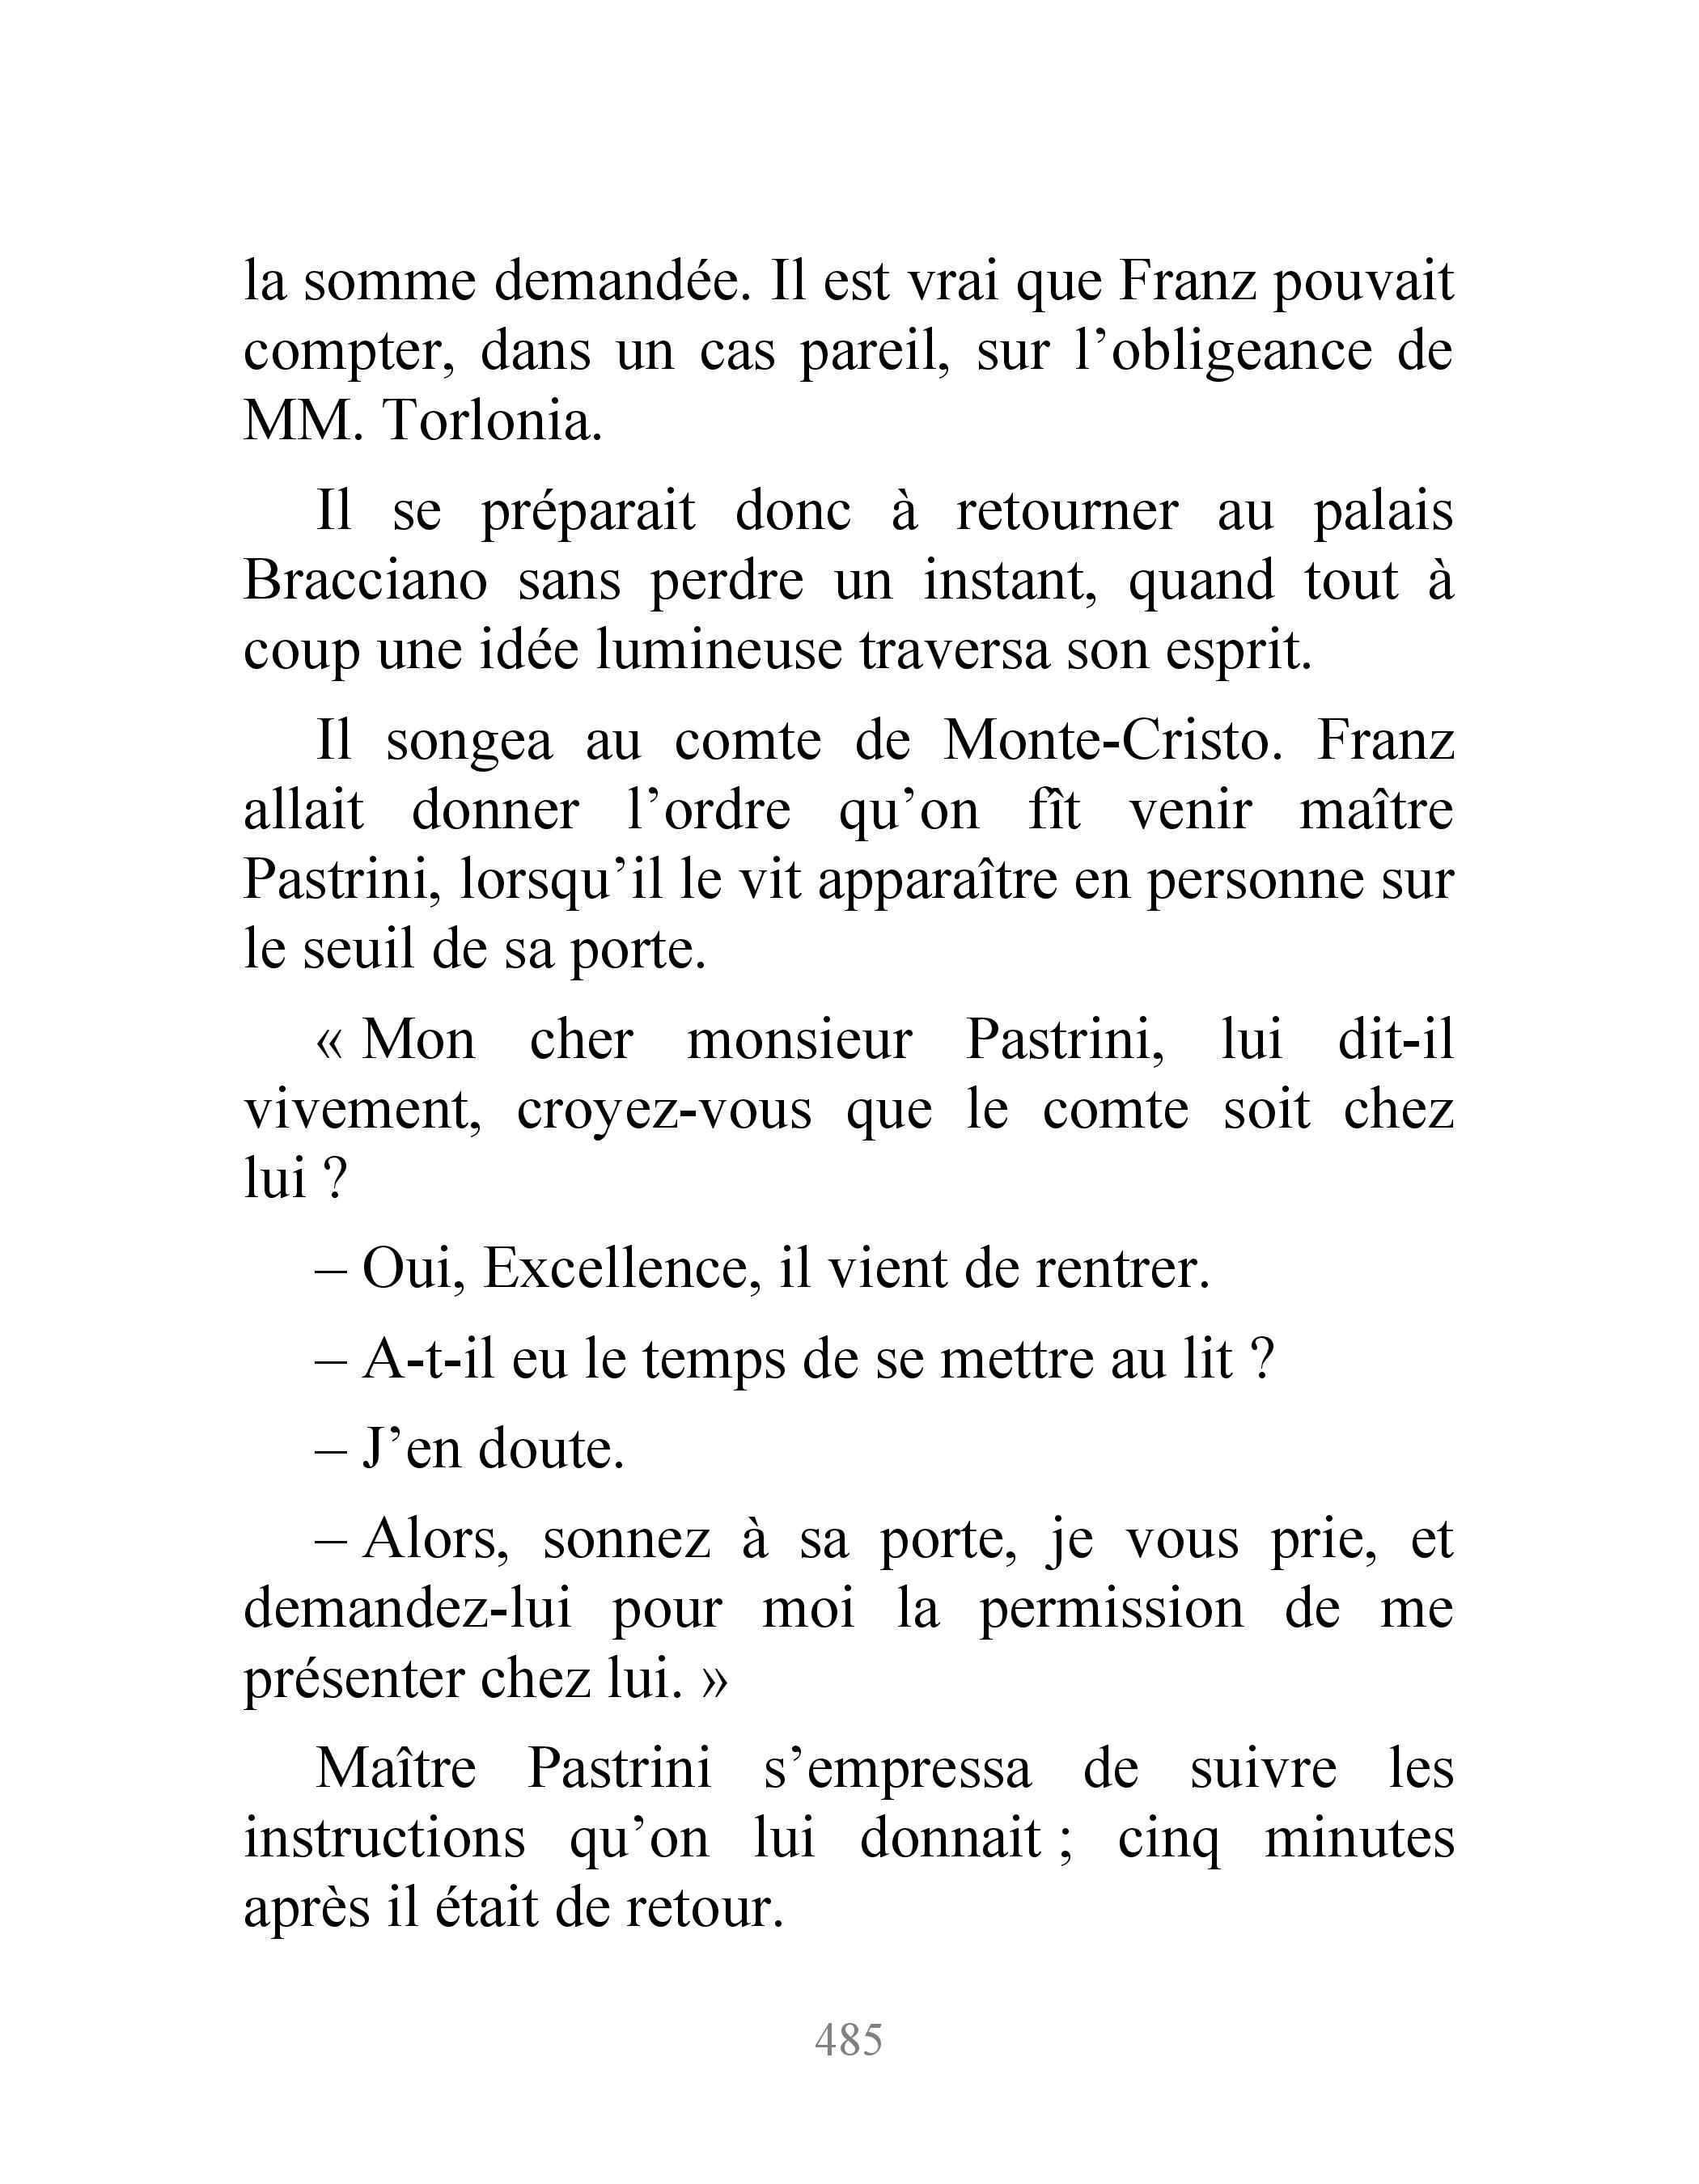 la somme demandée. Il est vrai que Franz pouvait
compter, dans un cas pareil, sur l’obligeance de
MM. Torlonia.
Il se préparait donc à retourner au palais
Bracciano sans perdre un instant, quand tout à
coup une idée lumineuse traversa son esprit.
Il songea au comte de Monte-Cristo. Franz
allait donner l’ordre qu’on fît venir maître
Pastrini, lorsqu’il le vit apparaître en personne sur
le seuil de sa porte.
« Mon cher monsieur Pastrini, lui dit-il
vivement, croyez-vous que le comte soit chez
lui ?
– Oui, Excellence, il vient de rentrer.
– A-t-il eu le temps de se mettre au lit ?
– J’en doute.
– Alors, sonnez à sa porte, je vous prie, et
demandez-lui pour moi la permission de me
présenter chez lui. »
Maître Pastrini s’empressa de suivre les
instructions qu’on lui donnait ; cinq minutes
après il était de retour.
485